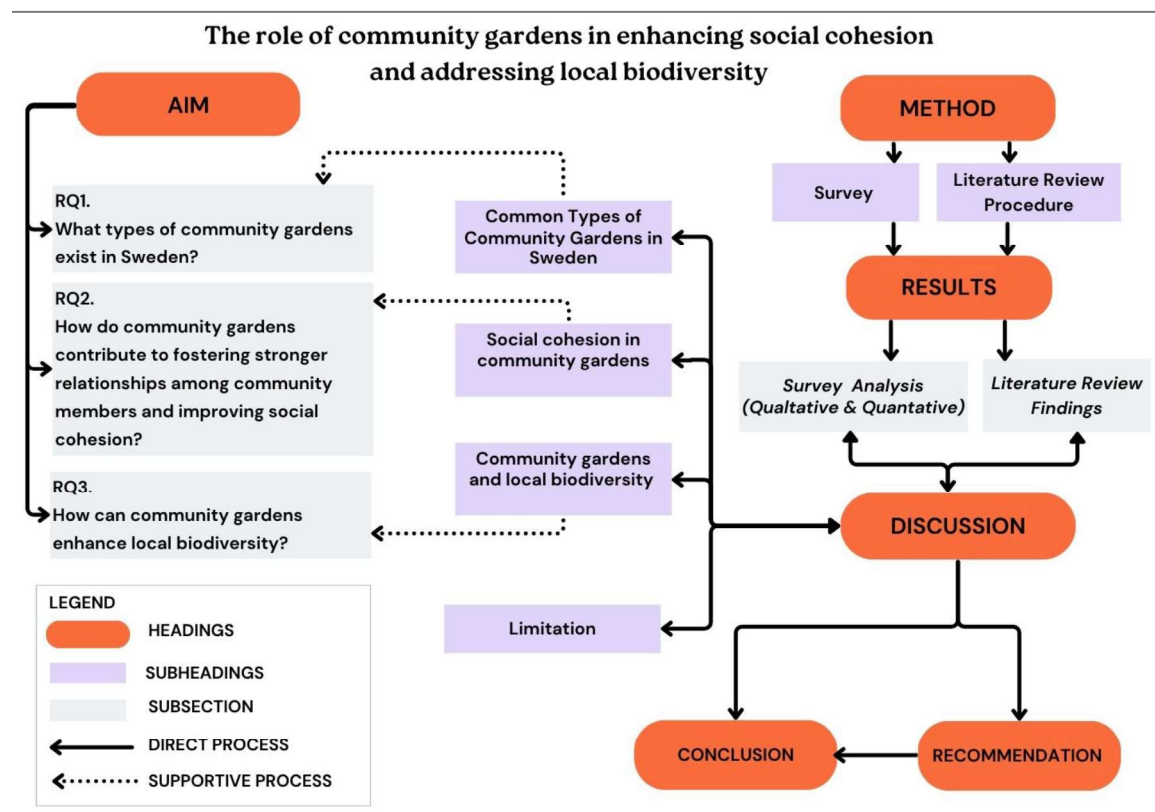 The role of community gardens in enhancing social cohesion
and addressing local biodiversity
AIM
RQ1.
What types of community gardens
exist in Sweden?
RQ2.
How do community gardens
contribute to fostering stronger
relationships among community
members and improving social
cohesion?
RQ3.
How can community gardens
enhance local biodiversity?
Common Types of
Community Gardens in
Sweden
Social cohesion in
community gardens
Community gardens
and local biodiversity
Limitation
METHOD
Survey
Literature Review
Procedure
RESULTS
Survey Analysis
(Qualtative & Quantative)
Literature Review
Findings
DISCUSSION
CONCLUSION
RECOMMENDATION
LEGEND
HEADINGS
SUBHEADINGS
SUBSECTION
DIRECT PROCESS
SUPPORTIVE PROCESS